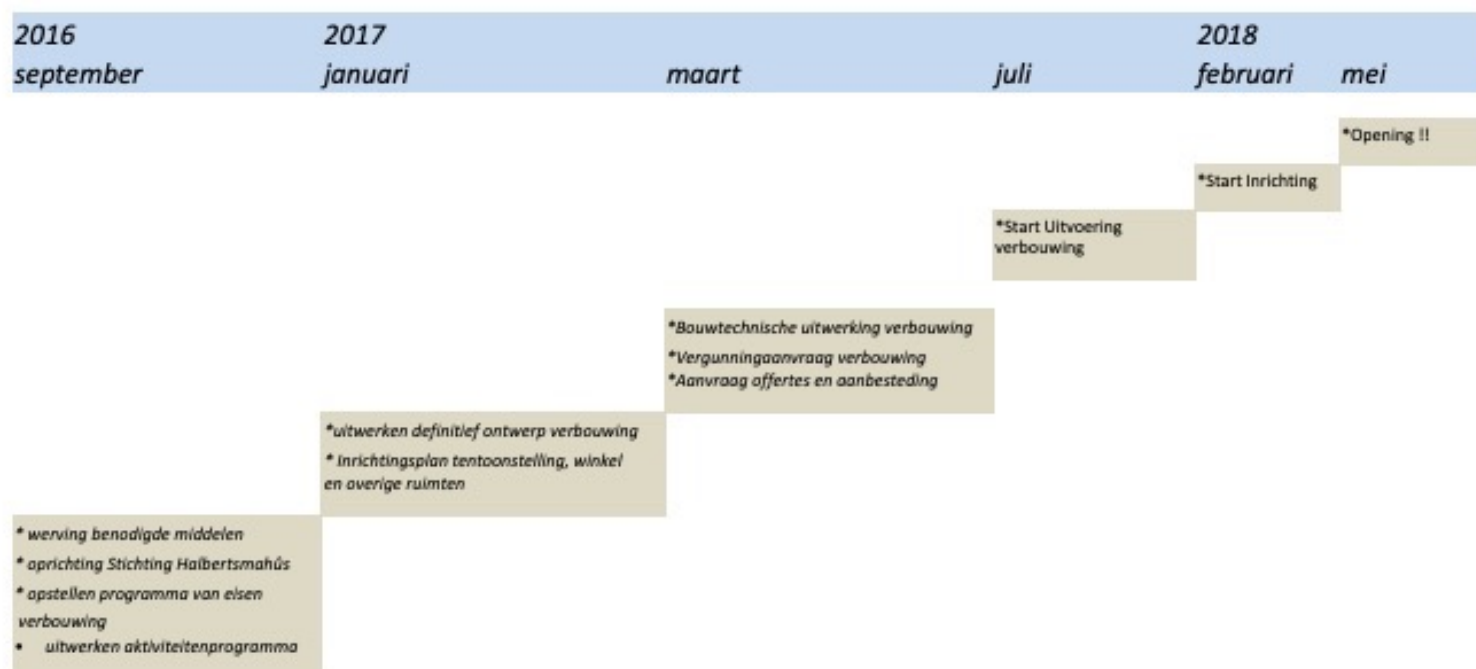 2016 2017 2018
september januari maart juli februari mei
*Opening !!
*Start Inrichting
*Start Uitvoering
verbouwing
*Bouwtechnische uitwerking verbouwing
*Vergunningaanvraag verbouwing
*Aanvraag offertes en aanbesteding
*uitwerken definitief ontwerp verbouwing
* Inrichtingsplan tentoonstelling, winkel
en overige ruimten
* werving benodigde middelen
* oprichting Stichting Halbertsmahûs
* opstellen programma van eisen
verbouwing
• uitwerken aktiviteitenprogramma